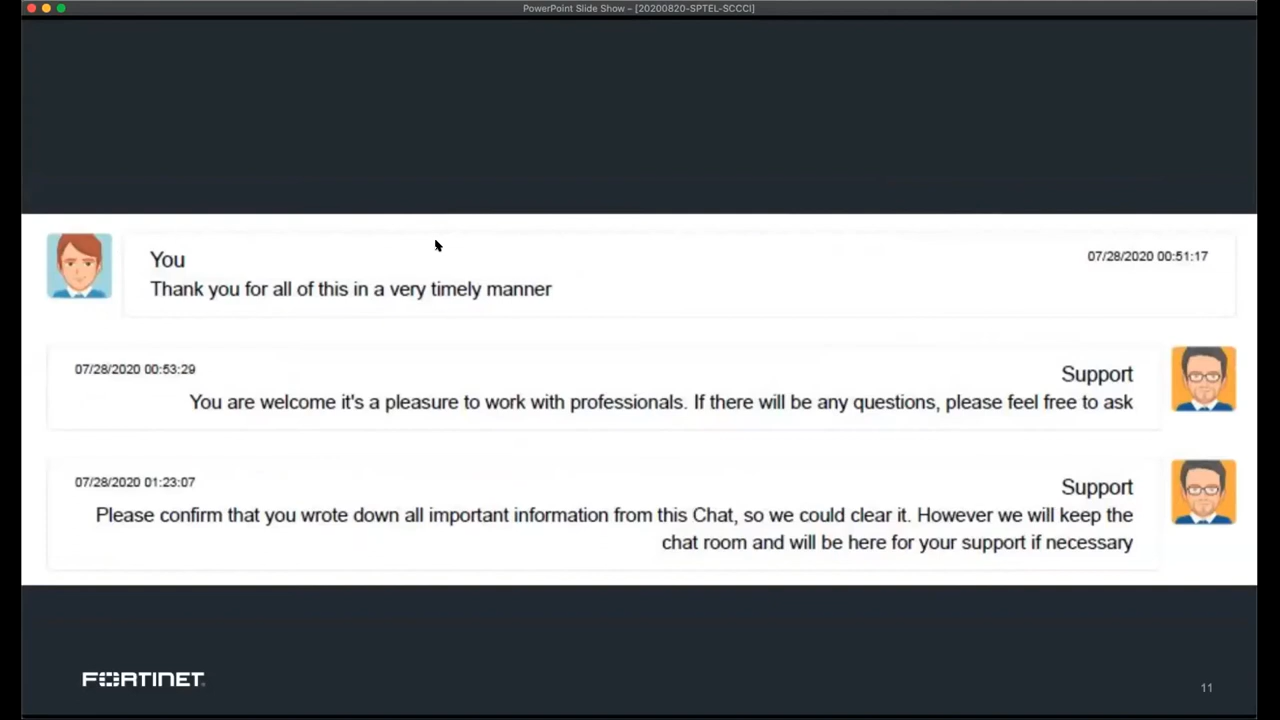 PowerPoint Slide Show – [20200820-SPTEL-SCCCI]
You
07/28/2020 00:51:17
Thank you for all of this in a very timely manner
07/28/2020 00:53:29
Support
You are welcome it's a pleasure to work with professionals. If there will be any questions, please feel free to ask
07/28/2020 01:23:07
Support
Please confirm that you wrote down all important information from this Chat, so we could clear it. However we will keep the
chat room and will be here for your support if necessary
FORTINET
11